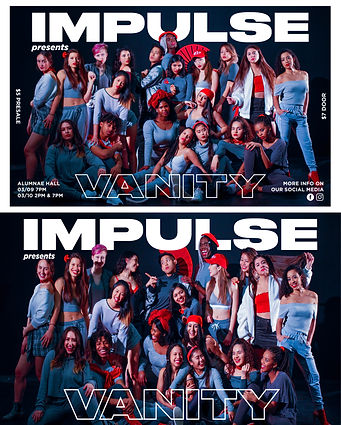 IMPULSE
presents
$5 PRESALE
$7 DOOR
VANITY
ALUMNAE HALL
03/09 7PM
03/10 2PM & 7PM
MORE INFO ON
OUR SOCIAL MEDIA
IMPULSE
presents
VANITY